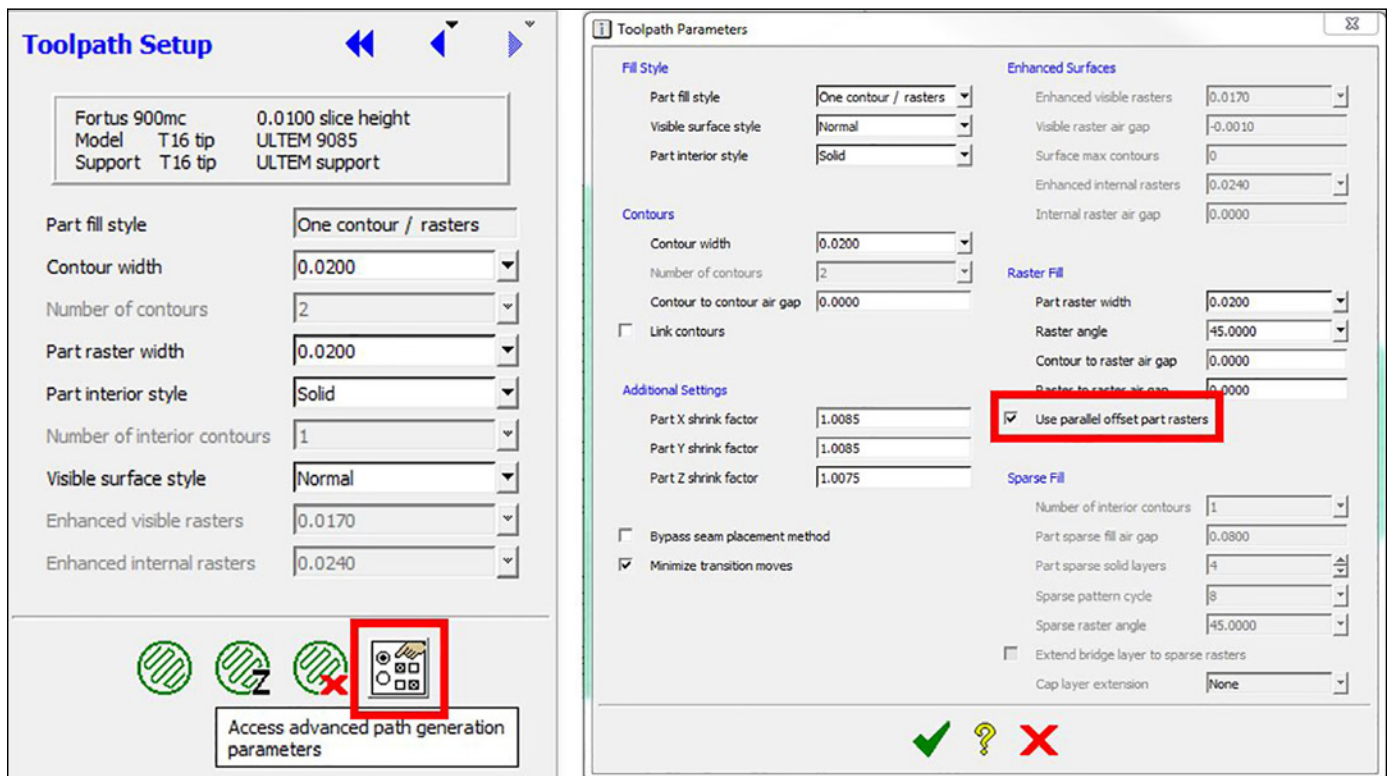 Toolpath Setup
Fortus 900mc 0.0100 slice height
Model T16 tip ULTEM 9085
Support T16 tip ULTEM support
Part fill style One contour / rasters
Contour width 0.0200
Number of contours 2
Part raster width 0.0200
Part interior style Solid
Number of interior contours 1
Visible surface style Normal
Enhanced visible rasters 0.0170
Enhanced internal rasters 0.0240
Z
Access advanced path generation
parameters
Toolpath Parameters
Fill Style
Part fill style One contour / rasters
Visible surface style Normal
Part interior style Solid
Contours
Contour width 0.0200
Number of contours 2
Contour to contour air gap 0.0000
Link contours
Additional Settings
Part X shrink factor 1.0085
Part Y shrink factor 1.0085
Part Z shrink factor 1.0075
Bypass seam placement method
Minimize transition moves
Enhanced Surfaces
Enhanced visible rasters 0.0170
Visible raster air gap -0.0010
Surface max contours 0
Enhanced internal rasters 0.0240
Internal raster air gap 0.0000
Raster Fill
Part raster width 0.0200
Raster angle 45.0000
Contour to raster air gap 0.0000
Raster to raster air gap 0.0000
Use parallel offset part rasters
Sparse Fill
Number of interior contours 1
Part sparse fill air gap 0.0800
Part sparse solid layers 4
Sparse pattern cycle 8
Sparse raster angle 45.0000
Extend bridge layer to sparse rasters
Cap layer extension None
?